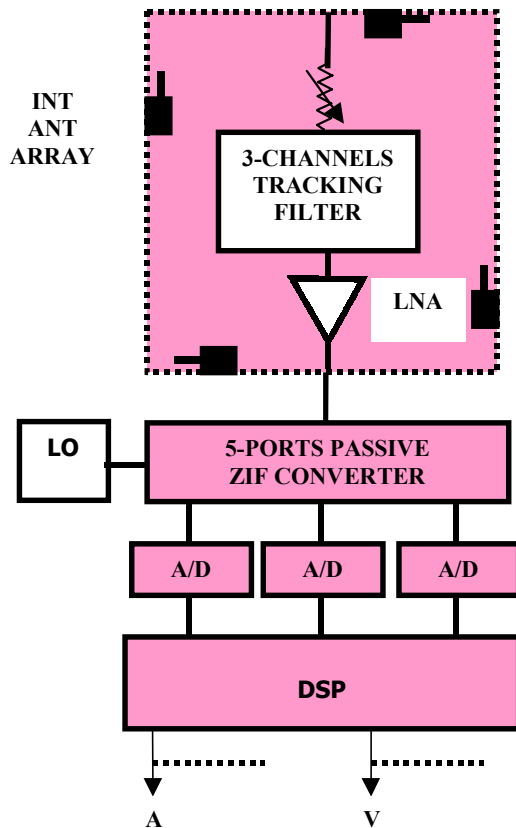 INT
ANT
ARRAY
3-CHANNELS
TRACKING
FILTER
LNA
LO
5-PORTS PASSIVE
ZIF CONVERTER
A/D
A/D
A/D
DSP
A
V